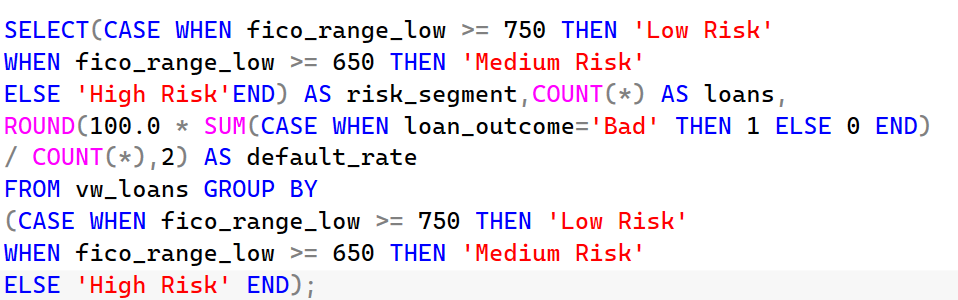 SELECT(CASE WHEN fico_range_low >= 750 THEN 'Low Risk'
WHEN fico_range_low >= 650 THEN 'Medium Risk'
ELSE 'High Risk'END) AS risk_segment,COUNT(*) AS loans,
ROUND(100.0 * SUM(CASE WHEN loan_outcome='Bad' THEN 1 ELSE 0 END)
/ COUNT(*),2) AS default_rate
FROM vw_loans GROUP BY
(CASE WHEN fico_range_low >= 750 THEN 'Low Risk'
WHEN fico_range_low >= 650 THEN 'Medium Risk'
ELSE 'High Risk' END);